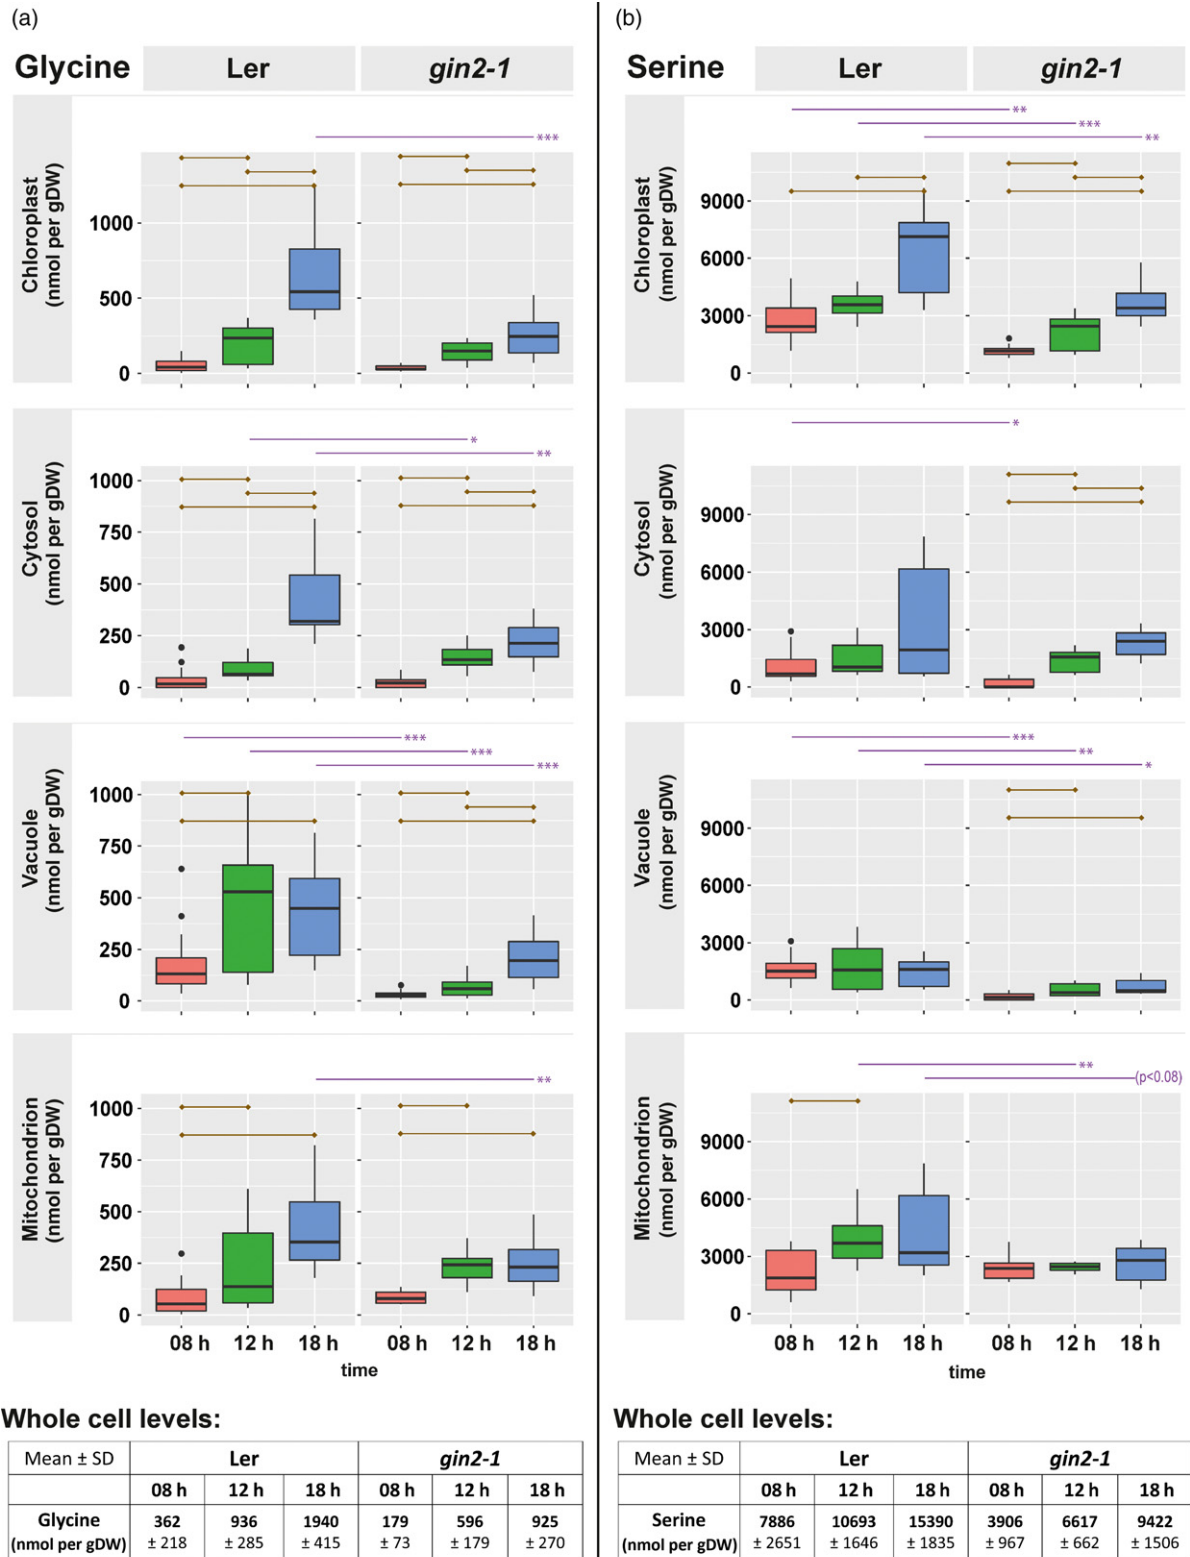 (a)
Glycine Ler gin2-1
***
Chloroplast
(nmol per gDW)
1000
500
0
*
**
Cytosol
(nmol per gDW)
1000
750
500
250
0
***
***
***
Vacuole
(nmol per gDW)
1000
750
500
250
0
**
Mitochondrion
(nmol per gDW)
1000
750
500
250
0
08 h 12 h 18 h 08 h 12 h 18 h
time
Whole cell levels:
Mean ± SD Ler gin2-1
08 h 12 h 18 h 08 h 12 h 18 h
Glycine 362 936 1940 179 596 925
(nmol per gDW) ± 218 ± 285 ± 415 ± 73 ± 179 ± 270
(b)
Serine Ler gin2-1
**
***
**
Chloroplast
(nmol per gDW)
9000
6000
3000
0
*
Cytosol
(nmol per gDW)
9000
6000
3000
0
***
**
*
Vacuole
(nmol per gDW)
9000
6000
3000
0
**
(p<0.08)
Mitochondrion
(nmol per gDW)
9000
6000
3000
0
08 h 12 h 18 h 08 h 12 h 18 h
time
Whole cell levels:
Mean ± SD Ler gin2-1
08 h 12 h 18 h 08 h 12 h 18 h
Serine 7886 10693 15390 3906 6617 9422
(nmol per gDW) ± 2651 ± 1646 ± 1835 ± 967 ± 662 ± 1506